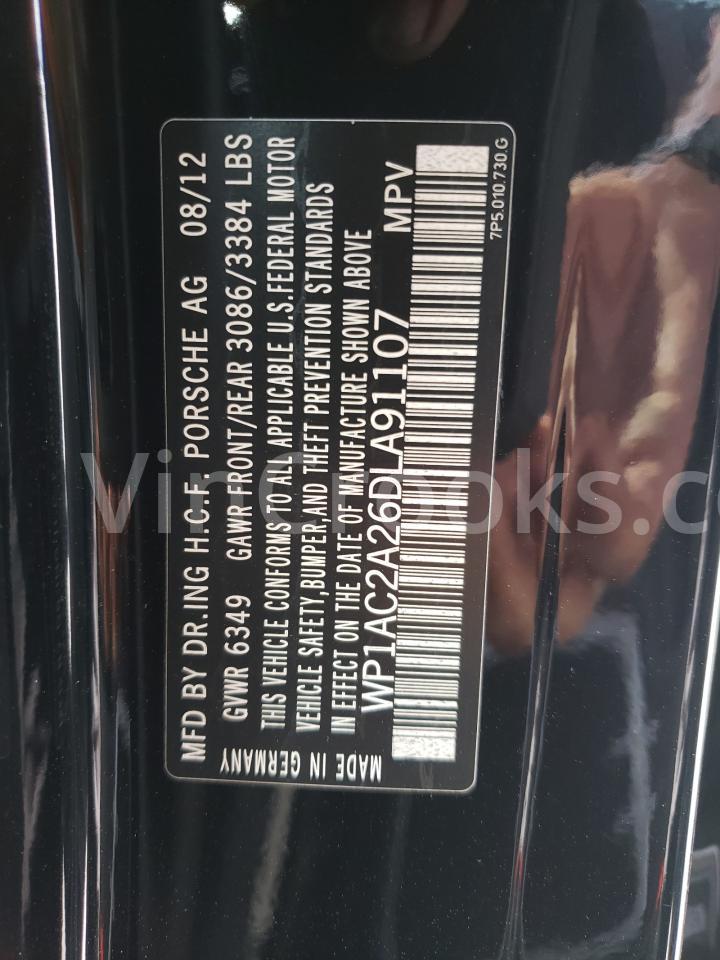 MFD BY DR.ING H.C.F. PORSCHE AG 08/12
GVWR 6349 GAWR FRONT/REAR 3086/3384 LBS
THIS VEHICLE CONFORMS TO ALL APPLICABLE U.S.FEDERAL MOTOR
VEHICLE SAFETY,BUMPER,AND THEFT PREVENTION STANDARDS
IN EFFECT ON THE DATE OF MANUFACTURE SHOWN ABOVE
WP1AC2A26DLA91107 MPV
MADE IN GERMANY
7P5.010.730.G
VinCrooks.c